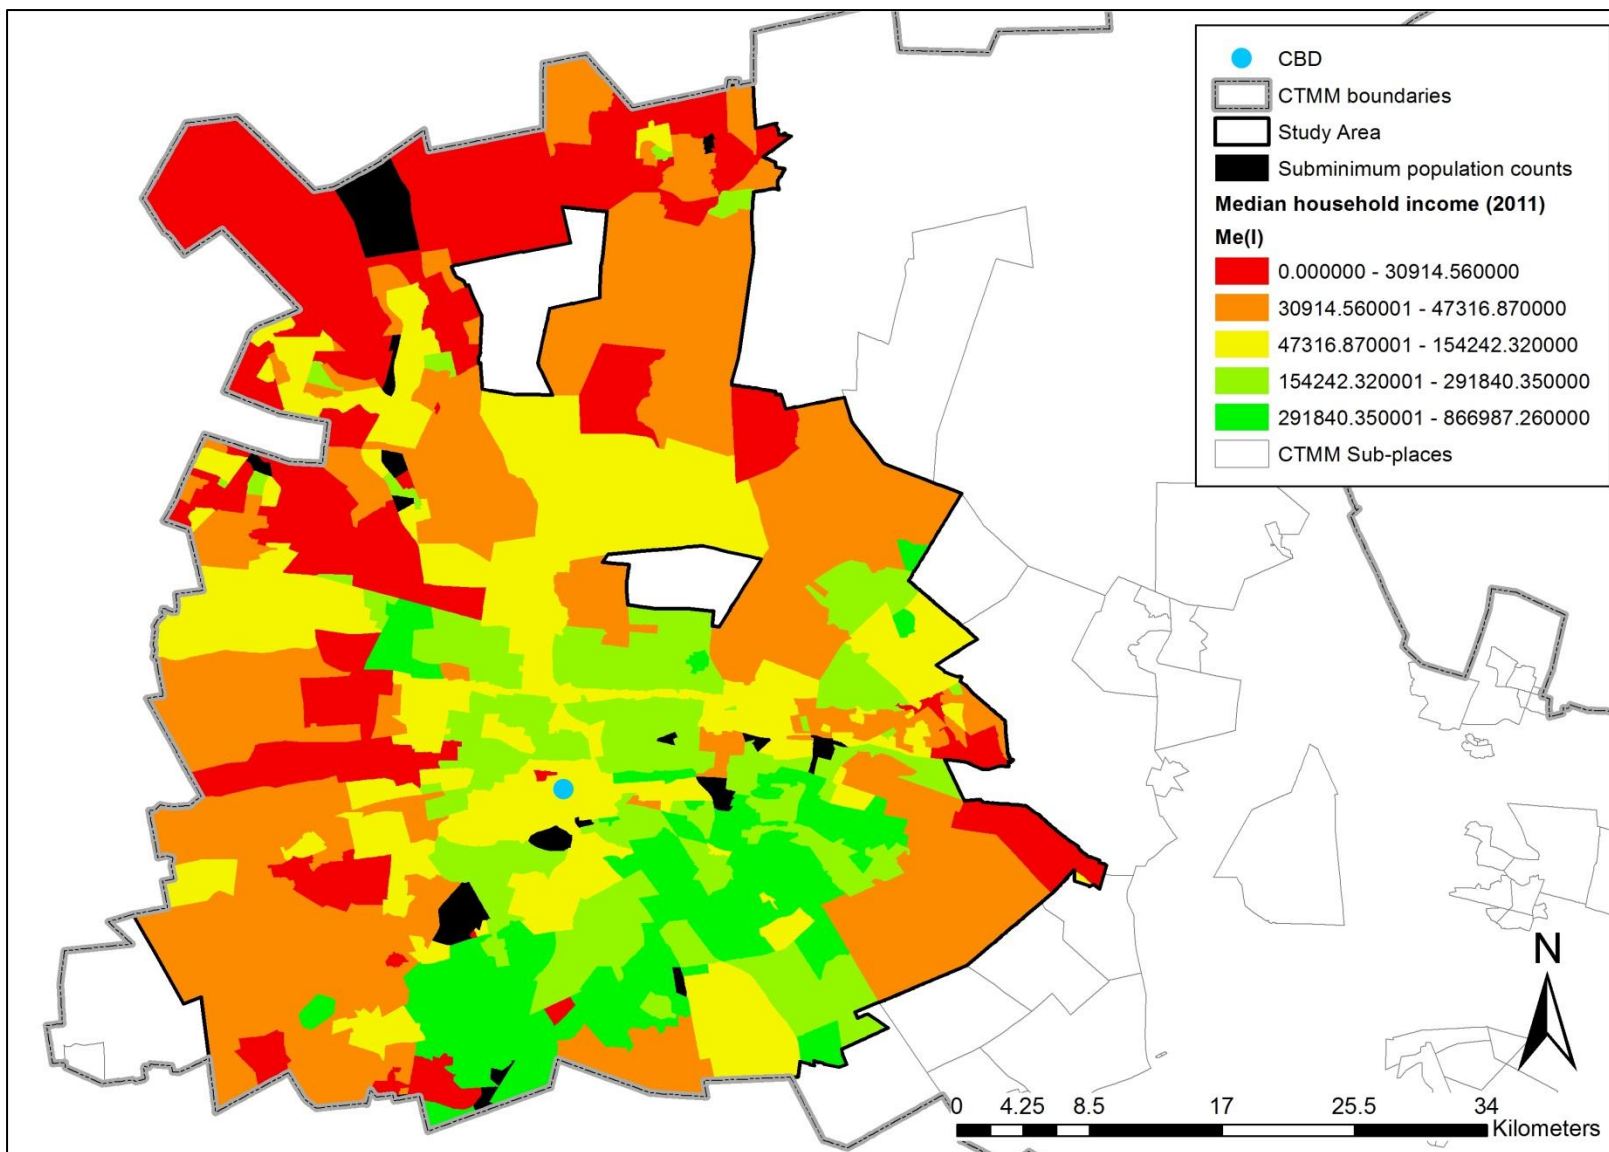 CBD
CTMM boundaries
Study Area
Subminimum population counts
Median household income (2011)
Me(I)
0.000000 - 30914.560000
30914.560001 - 47316.870000
47316.870001 - 154242.320000
154242.320001 - 291840.350000
291840.350001 - 866987.260000
CTMM Sub-places
N
0 4.25 8.5 17 25.5 34
Kilometers